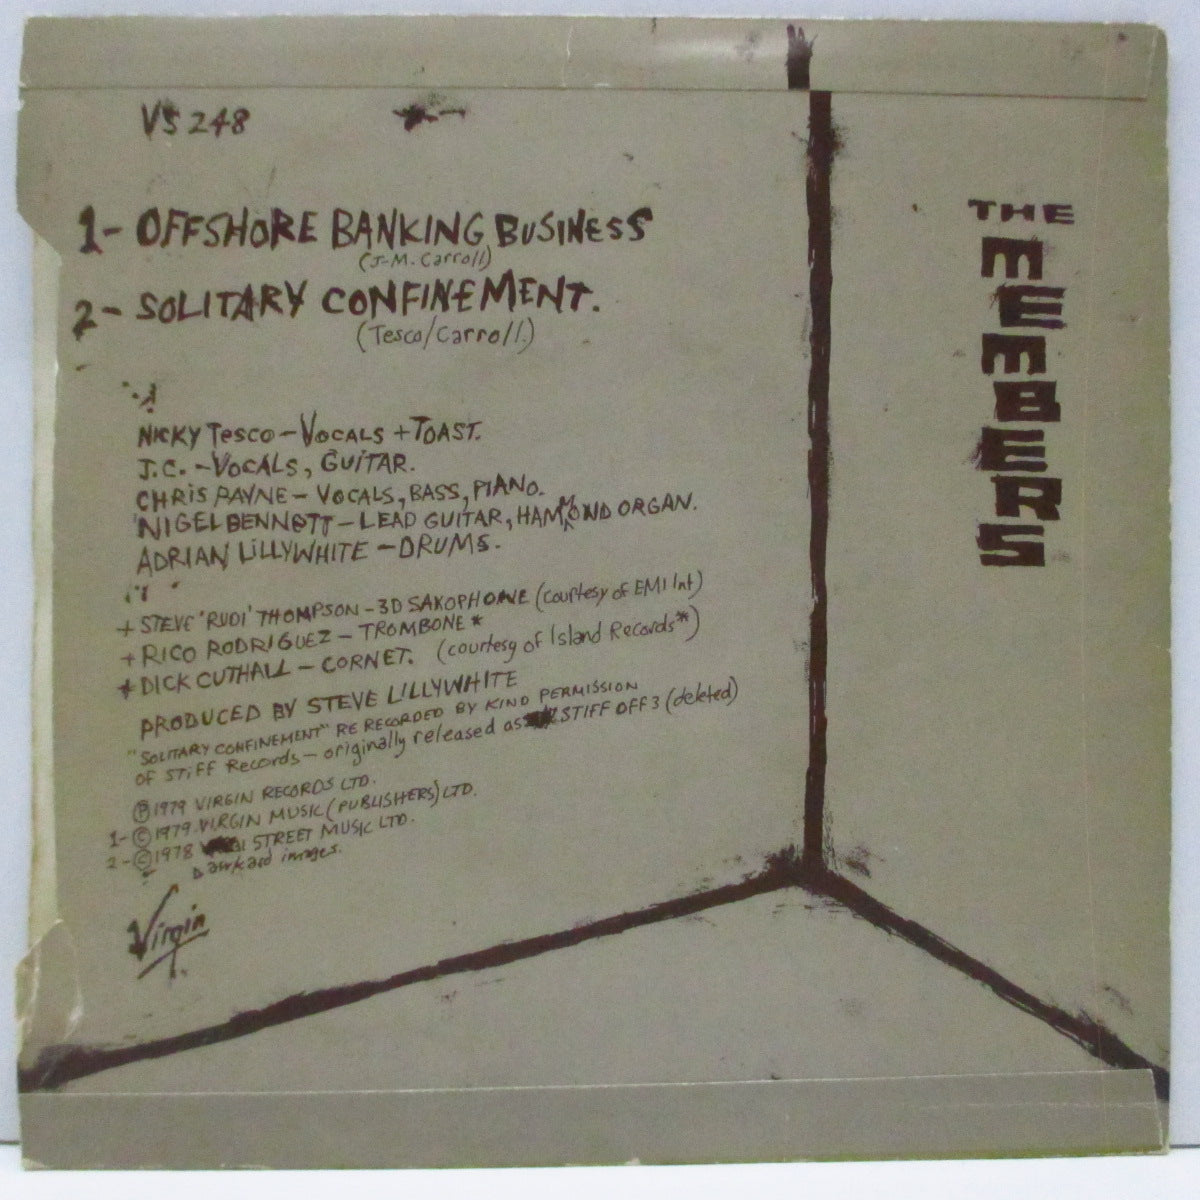 VS 248
1- OFFSHORE BANKING BUSINESS
(J-M. Carroll)
2- SOLITARY CONFINEMENT.
(Tesco/Carroll.)
NICKY TESCO - VOCALS + TOAST.
J.C. - VOCALS, GUITAR.
CHRIS PAYNE - VOCALS, BASS, PIANO.
NIGEL BENNETT - LEAD GUITAR, HAMMOND ORGAN.
ADRIAN LILLYWHITE - DRUMS.
+ STEVE 'RUDI' THOMPSON - 3D SAXOPHONE (courtesy of EMI Int)
+ RICO RODRIGUEZ - TROMBONE *
* DICK CUTHALL - CORNET. (courtesy of Island Records*)
PRODUCED BY STEVE LILLYWHITE
"SOLITARY CONFINEMENT" RE RECORDED BY KIND PERMISSION
OF STIFF Records - originally released as STIFF OFF 3 (deleted)
Ⓟ 1979 VIRGIN RECORDS LTD.
1- © 1979. VIRGIN MUSIC (PUBLISHERS) LTD.
2- © 1978 STREET MUSIC LTD.
awkard images.
Virgin
THE
MEMBERS